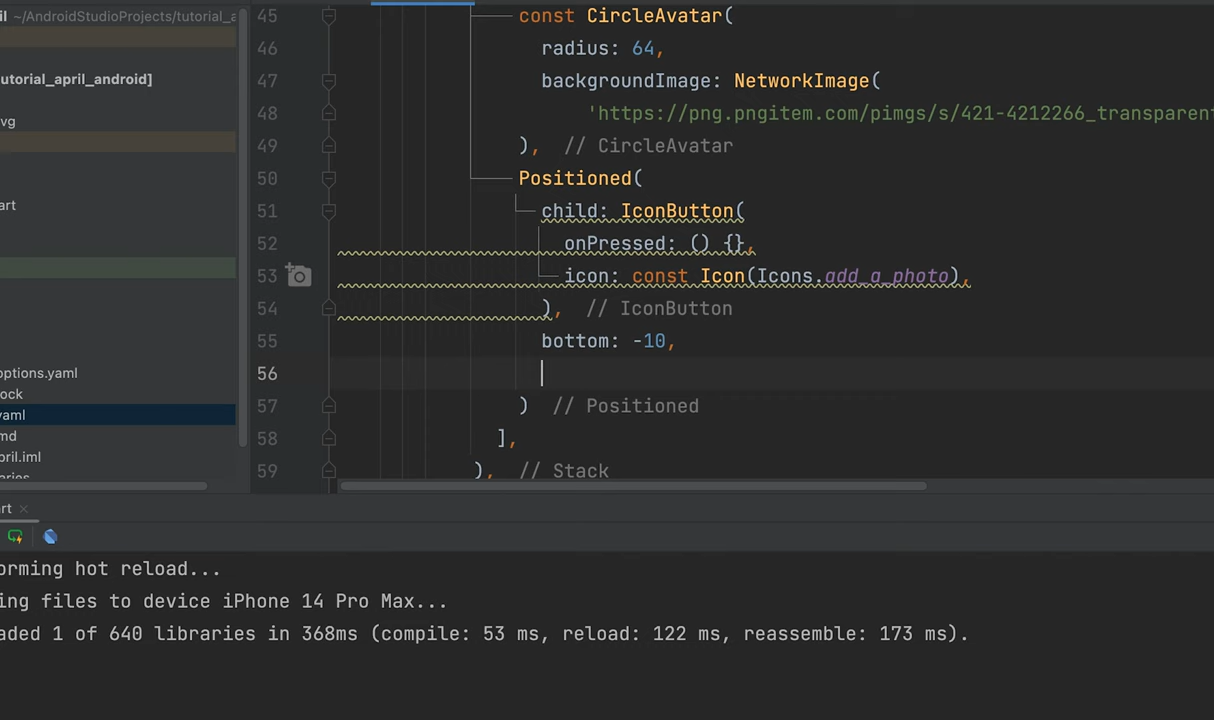 il ~/AndroidStudioProjects/tutorial_a
utorial_april_android]
vg
art
options.yaml
ock
yaml
md
pril.iml
libraries
45 const CircleAvatar(
46 radius: 64,
47 backgroundImage: NetworkImage(
48 'https://png.pngitem.com/pimgs/s/421-4212266_transparent
49 ), // CircleAvatar
50 Positioned(
51 child: IconButton(
52 onPressed: () {},
53 icon: const Icon(Icons.add_a_photo),
54 ), // IconButton
55 bottom: -10,
56
57 ) // Positioned
58 ],
59 ), // Stack
rt ×
orming hot reload...
ing files to device iPhone 14 Pro Max...
aded 1 of 640 libraries in 368ms (compile: 53 ms, reload: 122 ms, reassemble: 173 ms).